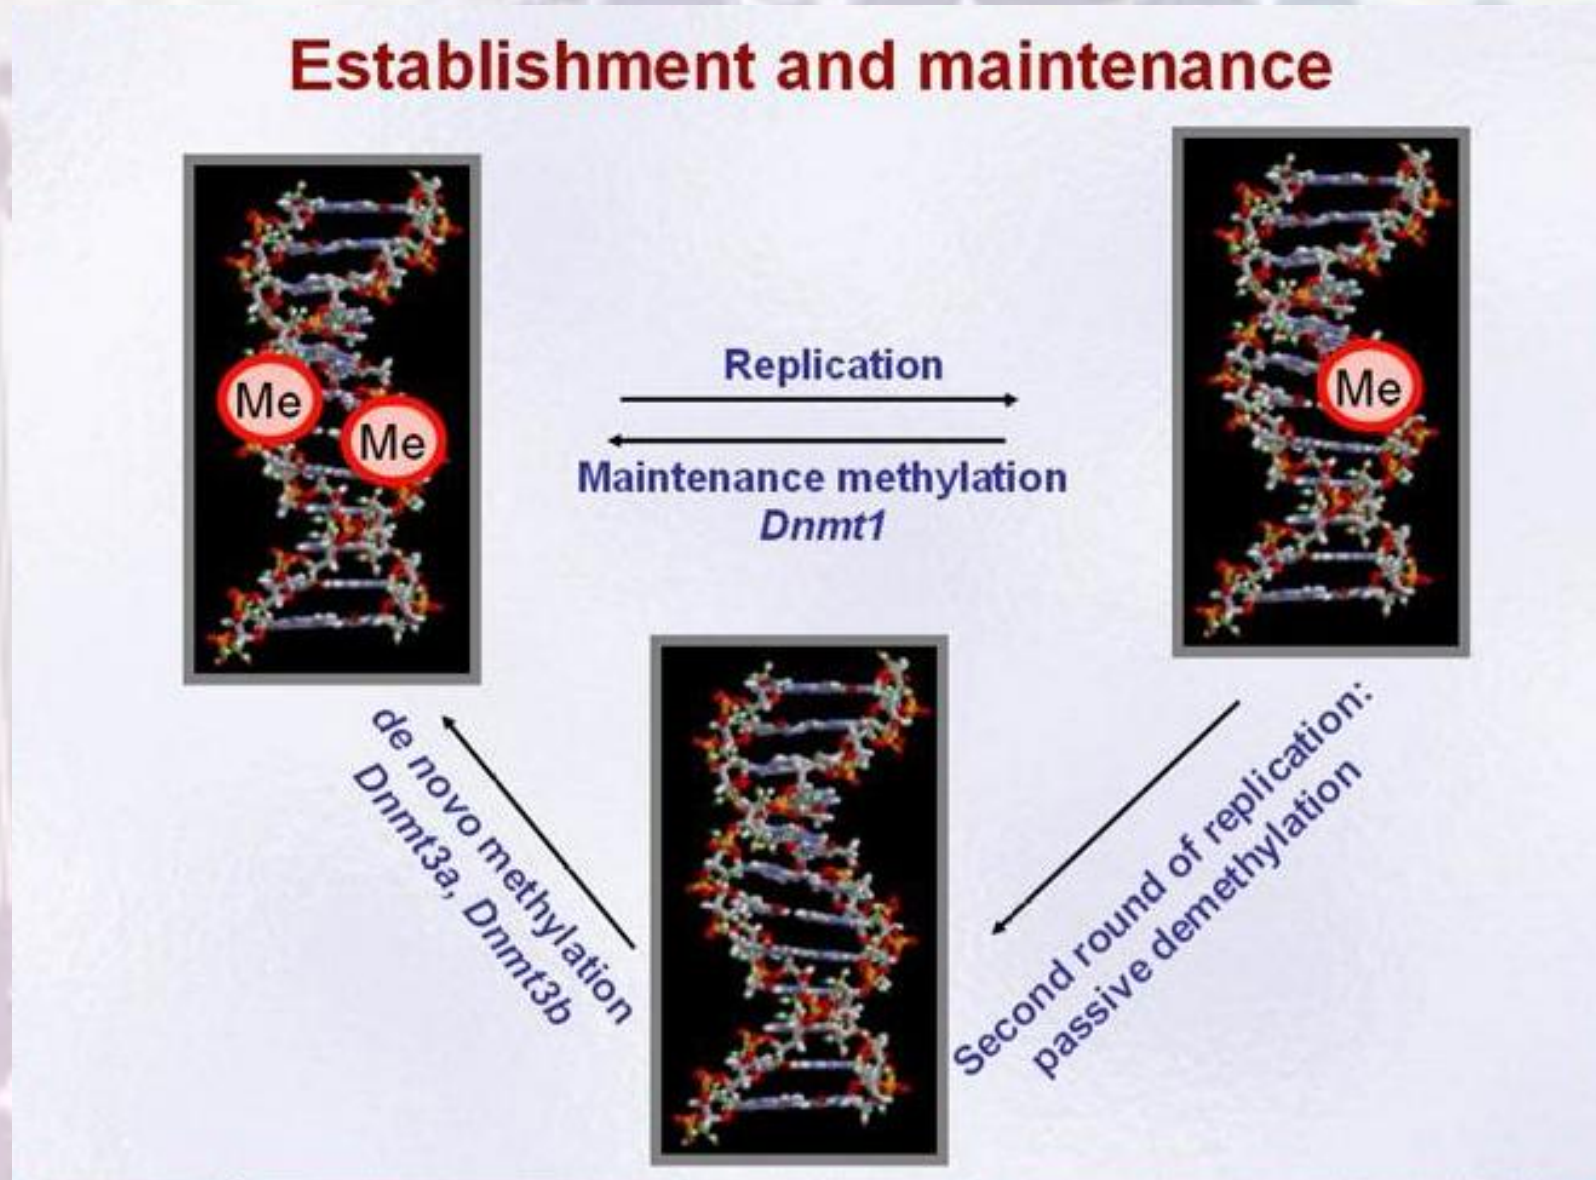 Establishment and maintenance
Me
Me
Replication
Maintenance methylation
Dnmt1
Me
de novo methylation
Dnmt3a, Dnmt3b
Second round of replication:
passive demethylation